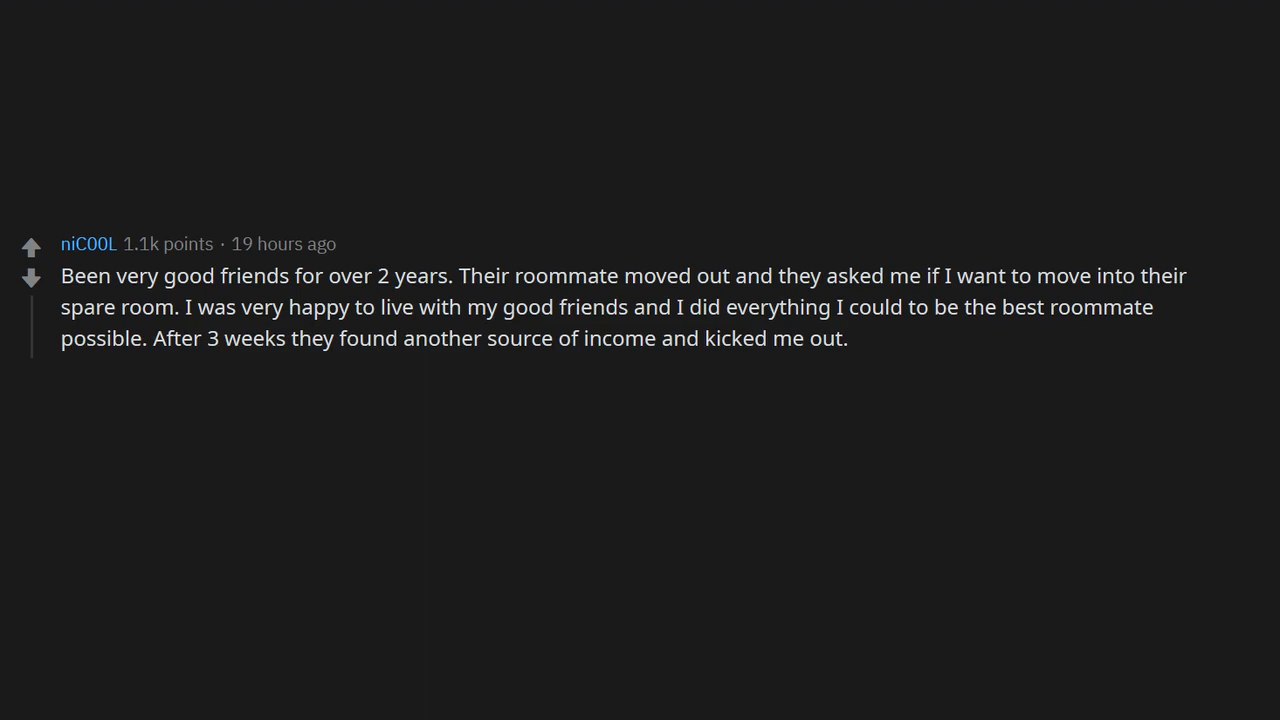 niC00L 1.1k points · 19 hours ago
Been very good friends for over 2 years. Their roommate moved out and they asked me if I want to move into their
spare room. I was very happy to live with my good friends and I did everything I could to be the best roommate
possible. After 3 weeks they found another source of income and kicked me out.